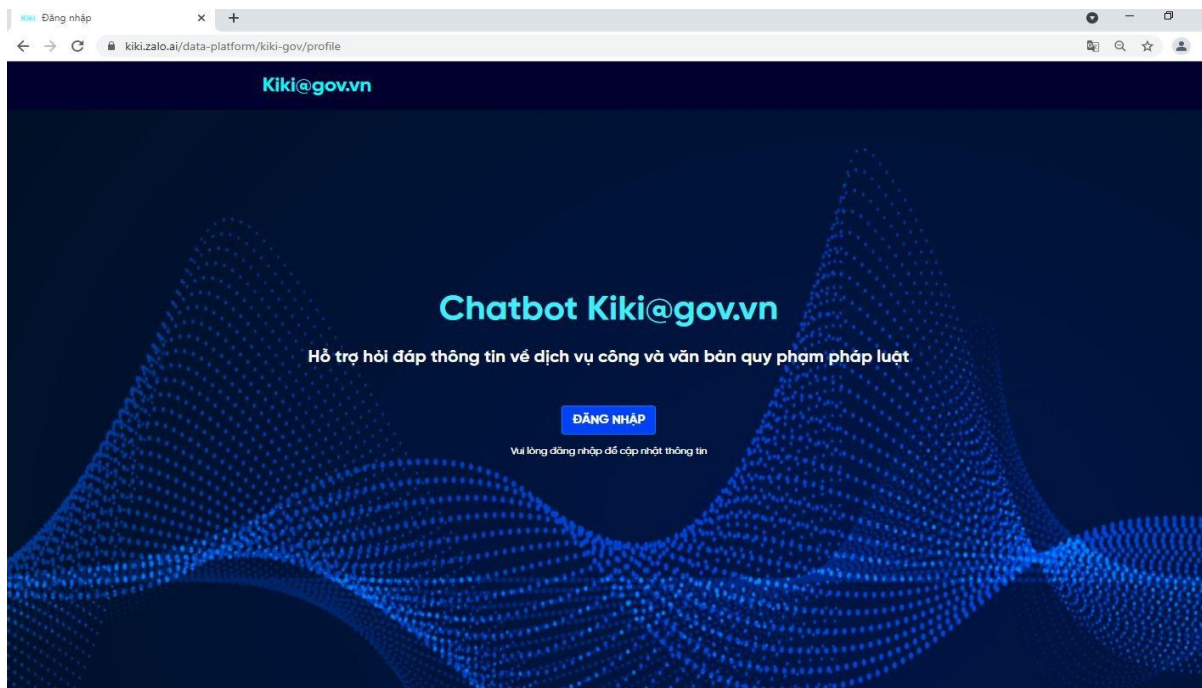 Kiki Đăng nhập
kiki.zalo.ai/data-platform/kiki-gov/profile
Kiki@gov.vn
Chatbot Kiki@gov.vn
Hỗ trợ hỏi đáp thông tin về dịch vụ công và văn bản quy phạm pháp luật
ĐĂNG NHẬP
Vui lòng đăng nhập để cập nhật thông tin